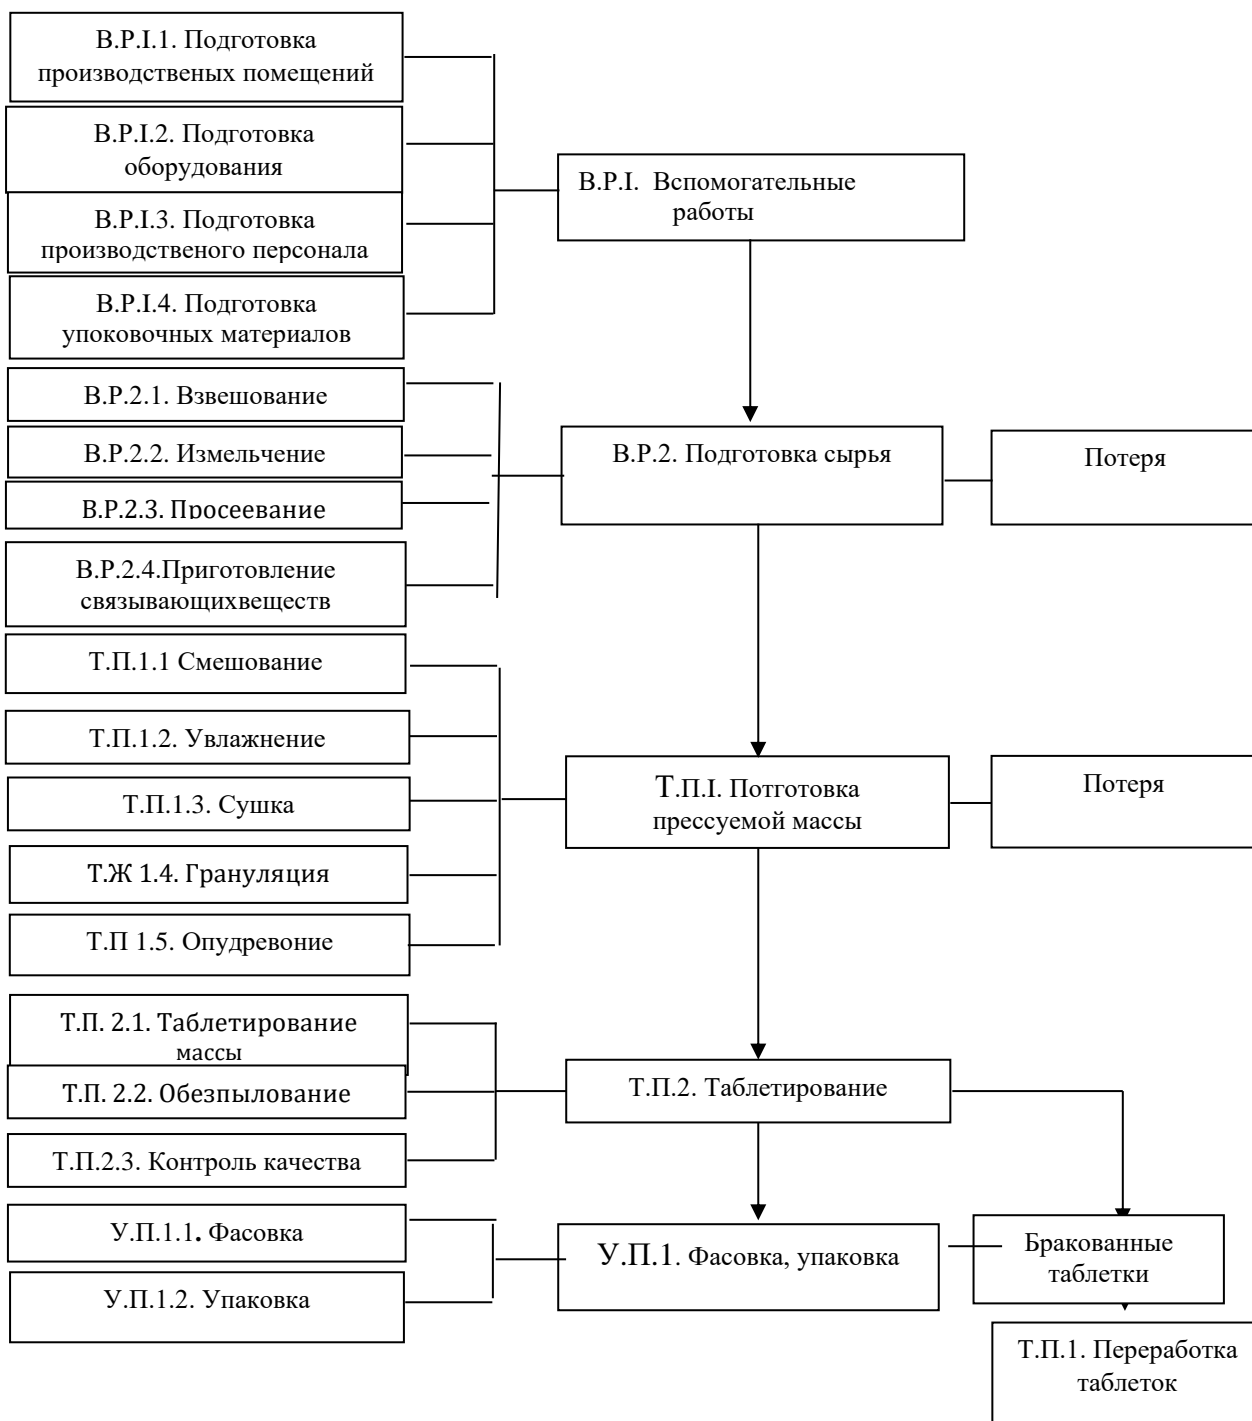 В.Р.I.1. Подготовка
производственых помещений
В.Р.I.2. Подготовка
оборудования
В.Р.I.3. Подготовка
производственого персонала
В.Р.I.4. Подготовка
упоковочных материалов
В.Р.I. Вспомогательные
работы
В.Р.2.1. Взвешование
В.Р.2.2. Измельчение
В.Р.2.3. Просеевание
В.Р.2.4.Приготовление
связывающихвеществ
В.Р.2. Подготовка сырья
Потеря
Т.П.1.1 Смешование
Т.П.1.2. Увлажнение
Т.П.1.3. Сушка
Т.Ж 1.4. Грануляция
Т.П 1.5. Опудревоние
Т.П.I. Потготовка
прессуемой массы
Потеря
Т.П. 2.1. Таблетирование
массы
Т.П. 2.2. Обезпылование
Т.П.2.3. Контроль качества
Т.П.2. Таблетирование
У.П.1.1. Фасовка
У.П.1.2. Упаковка
У.П.1. Фасовка, упаковка
Бракованные
таблетки
Т.П.1. Переработка
таблеток